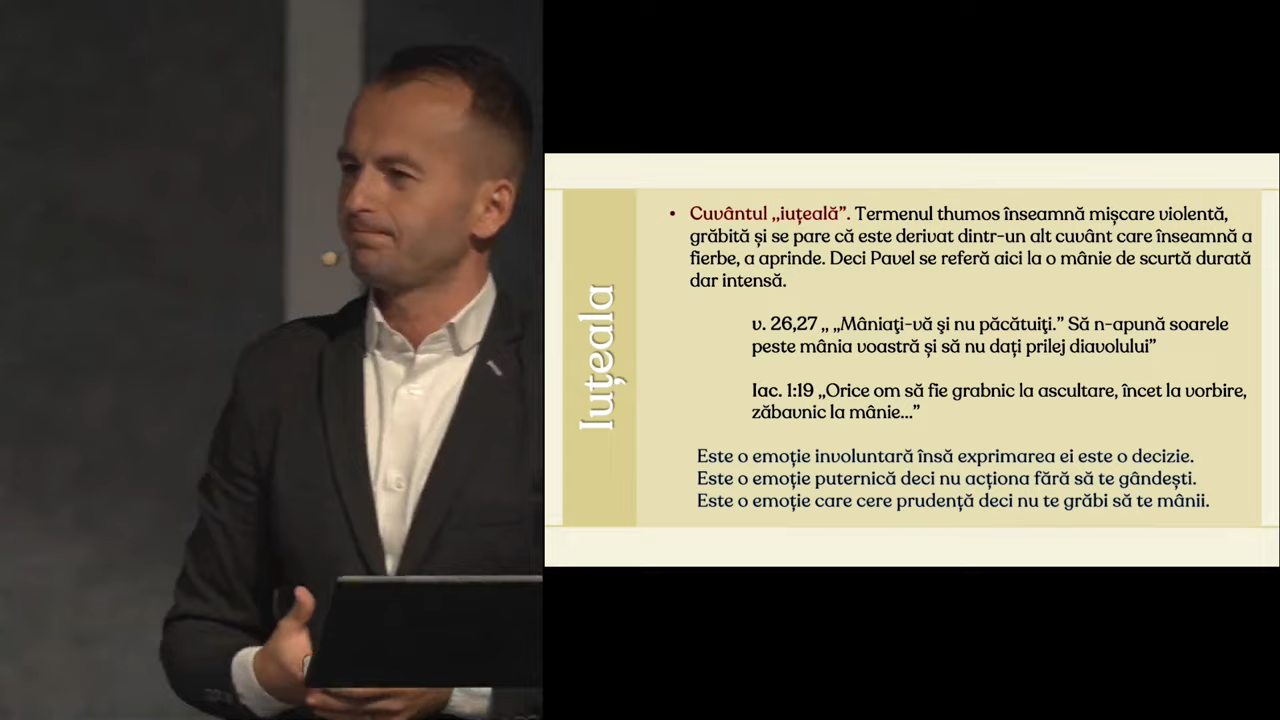 Iuțeala
• Cuvântul „iuțeală”. Termenul thumos înseamnă mișcare violentă,
grăbită și se pare că este derivat dintr-un alt cuvânt care înseamnă a
fierbe, a aprinde. Deci Pavel se referă aici la o mânie de scurtă durată
dar intensă.
v. 26,27 „ „Mâniaţi-vă şi nu păcătuiţi.” Să n-apună soarele
peste mânia voastră și să nu dați prilej diavolului”
Iac. 1:19 „Orice om să fie grabnic la ascultare, încet la vorbire,
zăbavnic la mânie...”
Este o emoție involuntară însă exprimarea ei este o decizie.
Este o emoție puternică deci nu acționa fără să te gândești.
Este o emoție care cere prudență deci nu te grăbi să te mânii.